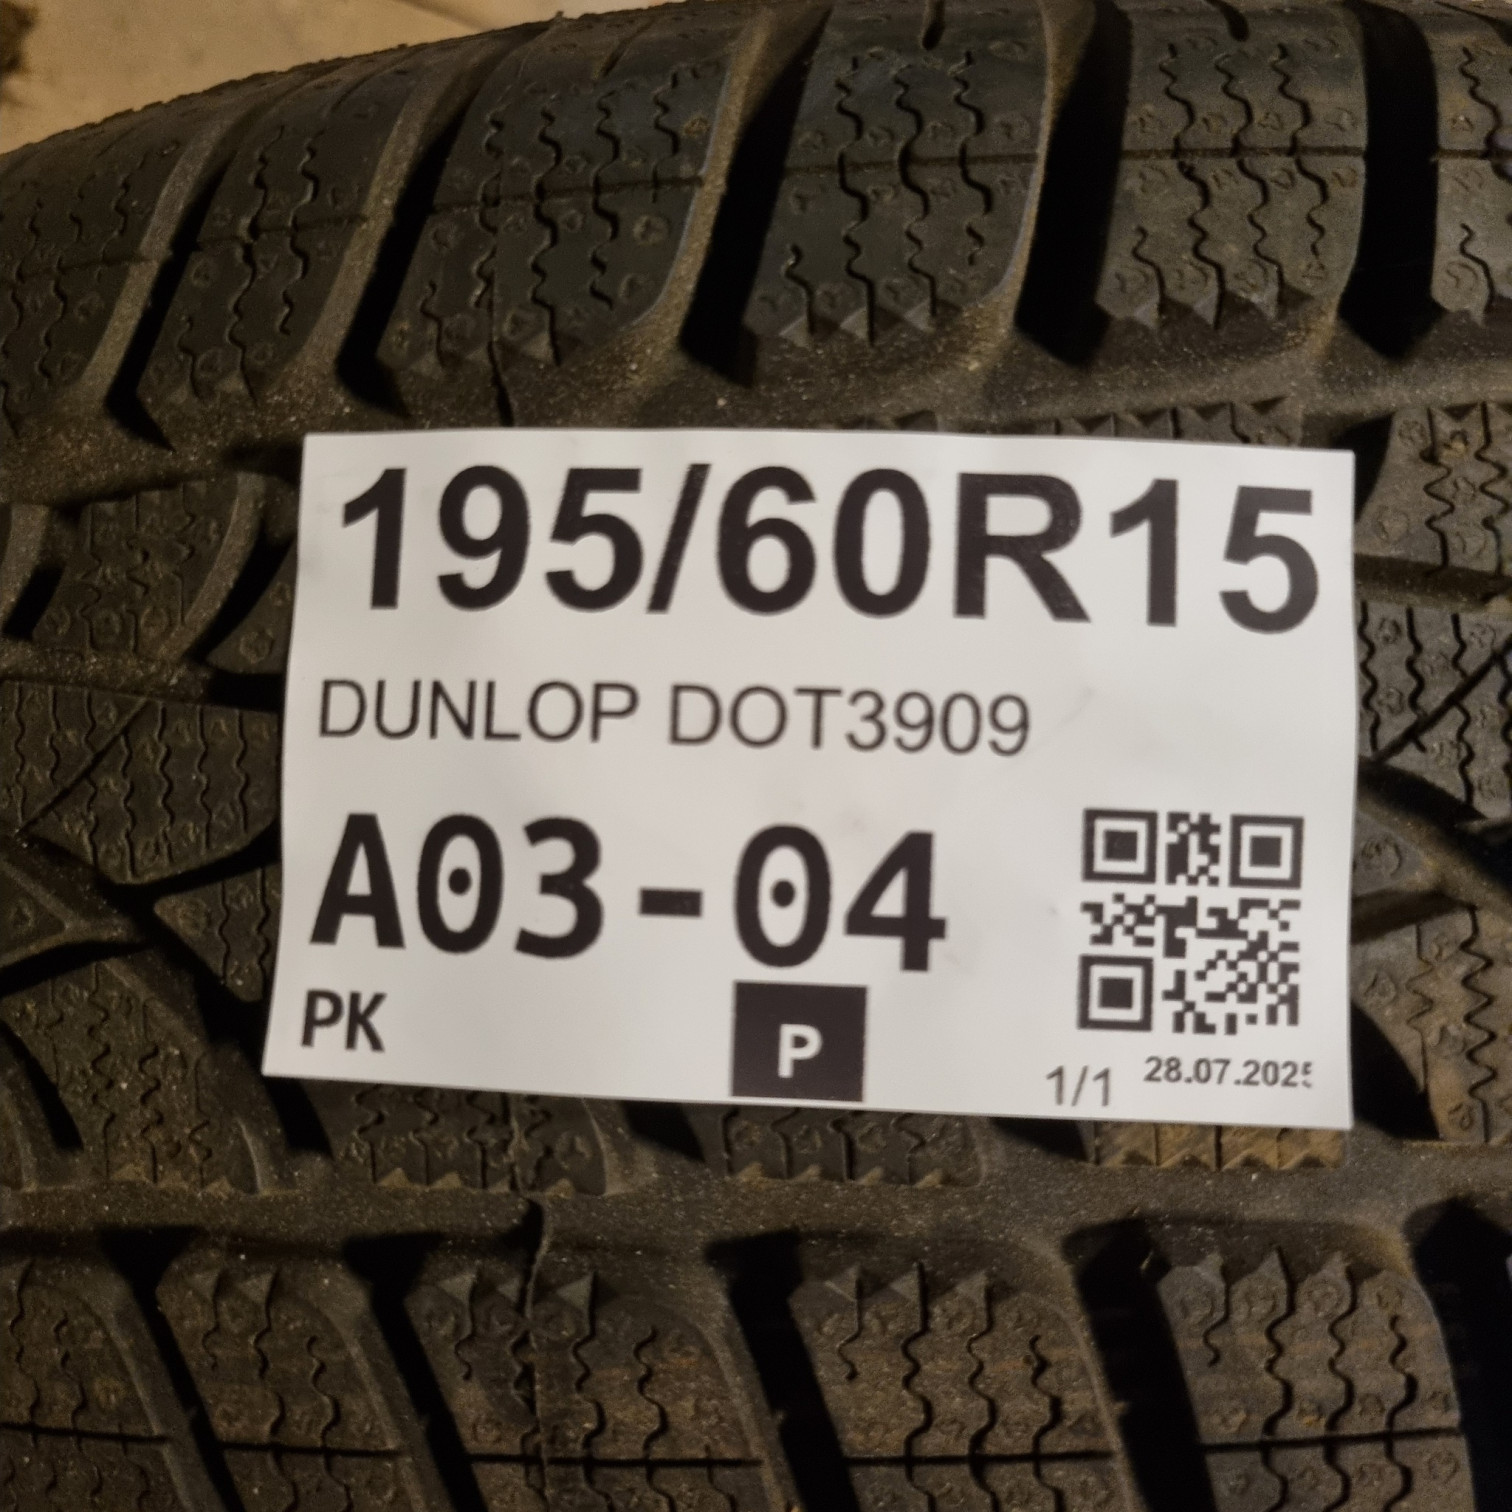 195/60R15
DUNLOP DOT3909
A03-04
PK
P
1/1 28.07.2025